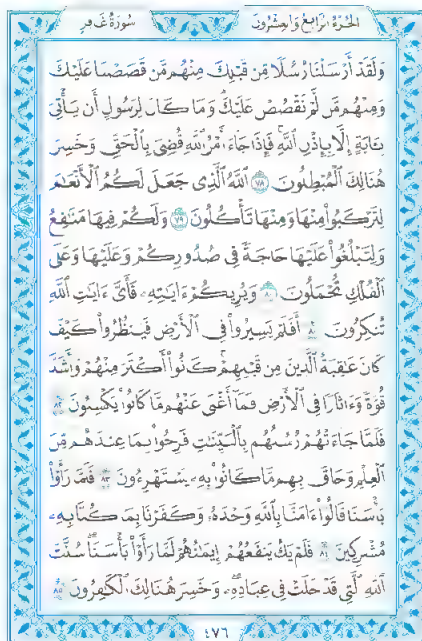 الجزء الرابع والعشرون
سورة غافر
وَلَقَدْ أَرْسَلْنَا رُسُلًا مِّن قَبْلِكَ مِنْهُم مَّن قَصَصْنَا عَلَيْكَ
وَمِنْهُم مَّن لَّمْ نَقْصُصْ عَلَيْكَ ۗ وَمَا كَانَ لِرَسُولٍ أَن يَأْتِيَ
بِـَٔايَةٍ إِلَّا بِإِذْنِ ٱللَّهِ ۚ فَإِذَا جَآءَ أَمْرُ ٱللَّهِ قُضِيَ بِٱلْحَقِّ وَخَسِرَ
هُنَالِكَ ٱلْمُبْطِلُونَ ٧٨ ٱللَّهُ ٱلَّذِى جَعَلَ لَكُمُ ٱلْأَنْعَٰمَ
لِتَرْكَبُوا۟ مِنْهَا وَمِنْهَا تَأْكُلُونَ ٧٩ وَلَكُمْ فِيهَا مَنَٰفِعُ
وَلِتَبْلُغُوا۟ عَلَيْهَا حَاجَةً فِى صُدُورِكُمْ وَعَلَيْهَا وَعَلَى
ٱلْفُلْكِ تُحْمَلُونَ ٨٠ وَيُرِيكُمْ ءَايَٰتِهِۦ فَأَىَّ ءَايَٰتِ ٱللَّهِ
تُنكِرُونَ ٨١ أَفَلَمْ يَسِيرُوا۟ فِى ٱلْأَرْضِ فَيَنظُرُوا۟ كَيْفَ
كَانَ عَٰقِبَةُ ٱلَّذِينَ مِن قَبْلِهِمْ ۚ كَانُوٓا۟ أَكْثَرَ مِنْهُمْ وَأَشَدَّ
قُوَّةً وَءَاثَارًا فِى ٱلْأَرْضِ فَمَآ أَغْنَىٰ عَنْهُم مَّا كَانُوا۟ يَكْسِبُونَ ٨٢
فَلَمَّا جَآءَتْهُمْ رُسُلُهُم بِٱلْبَيِّنَٰتِ فَرِحُوا۟ بِمَا عِندَهُم مِّنَ
ٱلْعِلْمِ وَحَاقَ بِهِم مَّا كَانُوا۟ بِهِۦ يَسْتَهْزِءُونَ ٨٣ فَلَمَّا رَأَوْا۟
بَأْسَنَا قَالُوٓا۟ ءَامَنَّا بِٱللَّهِ وَحْدَهُۥ وَكَفَرْنَا بِمَا كُنَّا بِهِۦ
مُشْرِكِينَ ٨٤ فَلَمْ يَكُ يَنفَعُهُمْ إِيمَٰنُهُمْ لَمَّا رَأَوْا۟ بَأْسَنَا ۖ سُنَّتَ
ٱللَّهِ ٱلَّتِى قَدْ خَلَتْ فِى عِبَادِهِۦ ۖ وَخَسِرَ هُنَالِكَ ٱلْكَٰفِرُونَ ٨٥
٤٧٦